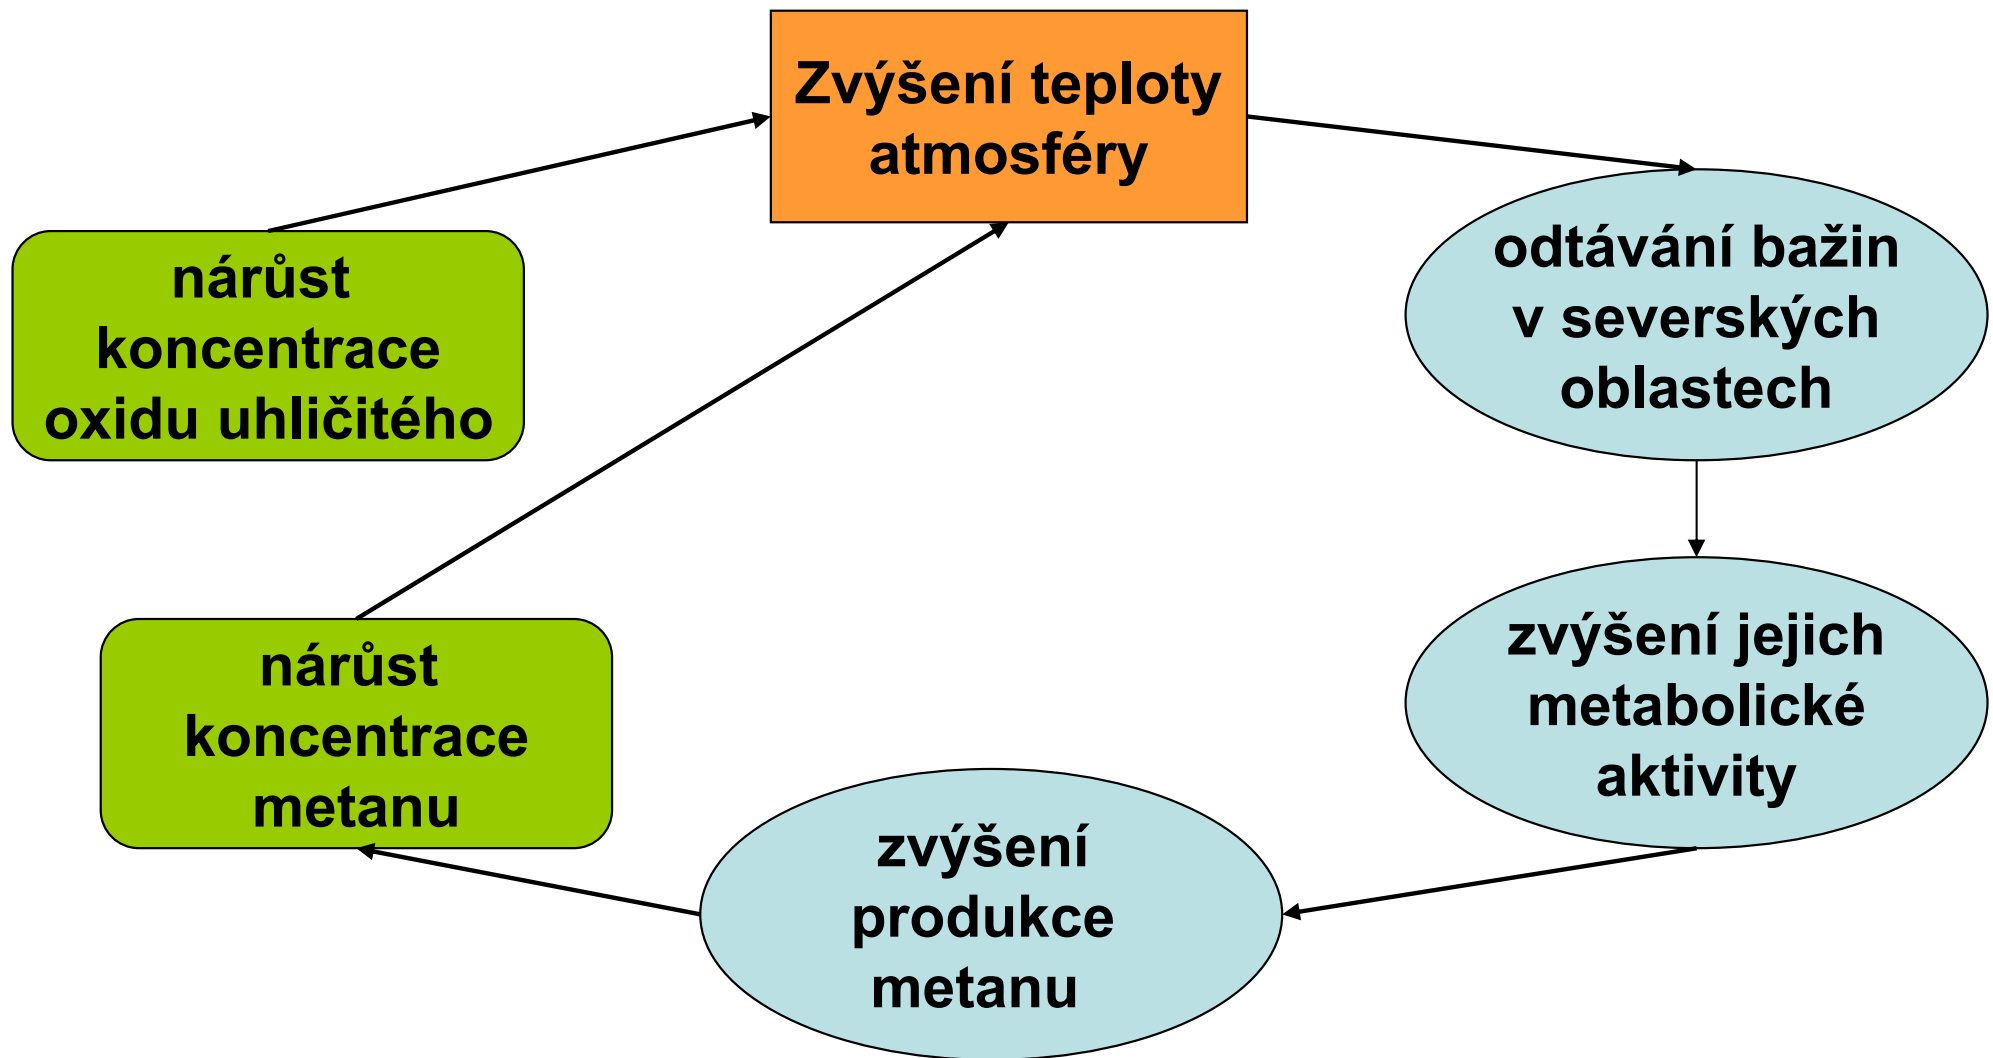 Zvýšení teploty
atmosféry
nárůst
koncentrace
oxidu uhličitého
odtávání bažin
v severských
oblastech
nárůst
koncentrace
metanu
zvýšení jejich
metabolické
aktivity
zvýšení
produkce
metanu